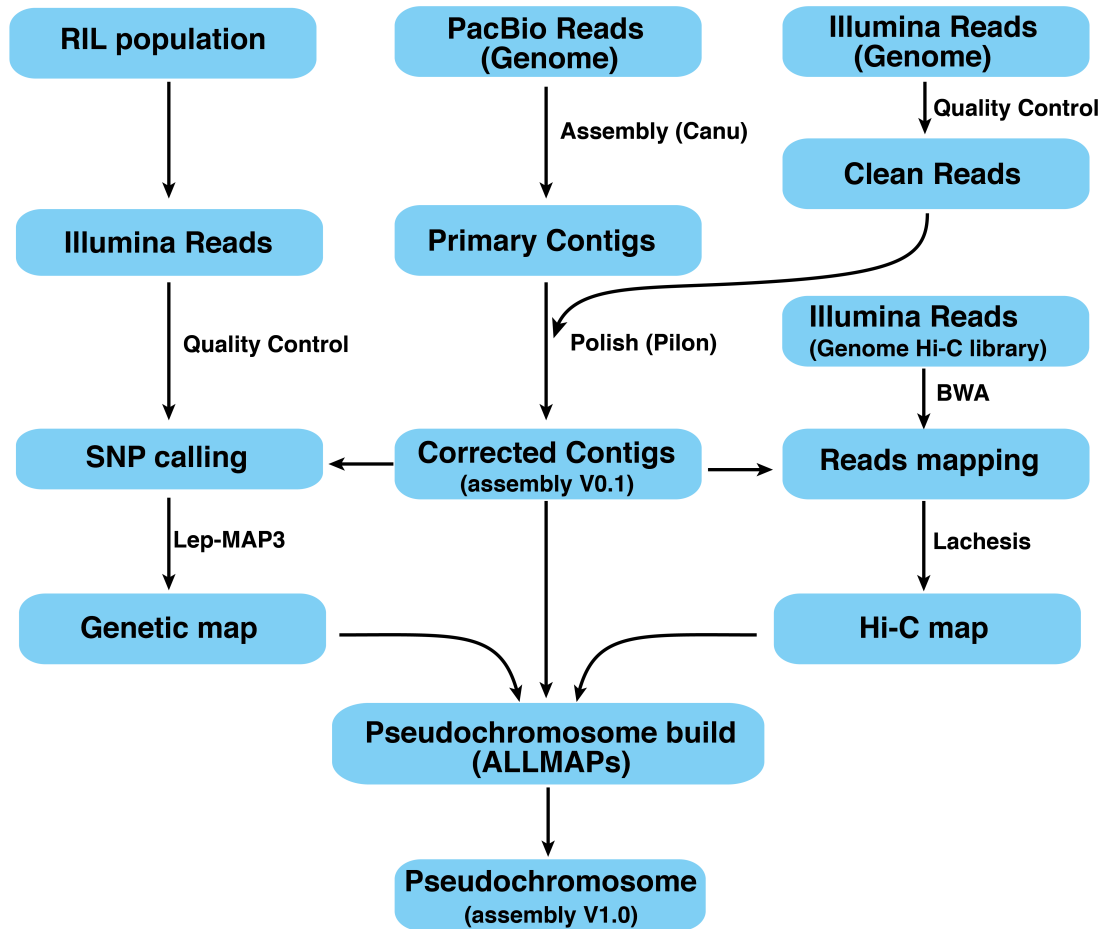 RIL population
PacBio Reads
(Genome)
Illumina Reads
(Genome)
Quality Control
Assembly (Canu)
Clean Reads
Illumina Reads
Primary Contigs
Illumina Reads
(Genome Hi-C library)
Quality Control
Polish (Pilon)
BWA
SNP calling
Corrected Contigs
(assembly V0.1)
Reads mapping
Lep-MAP3
Lachesis
Genetic map
Hi-C map
Pseudochromosome build
(ALLMAPs)
Pseudochromosome
(assembly V1.0)